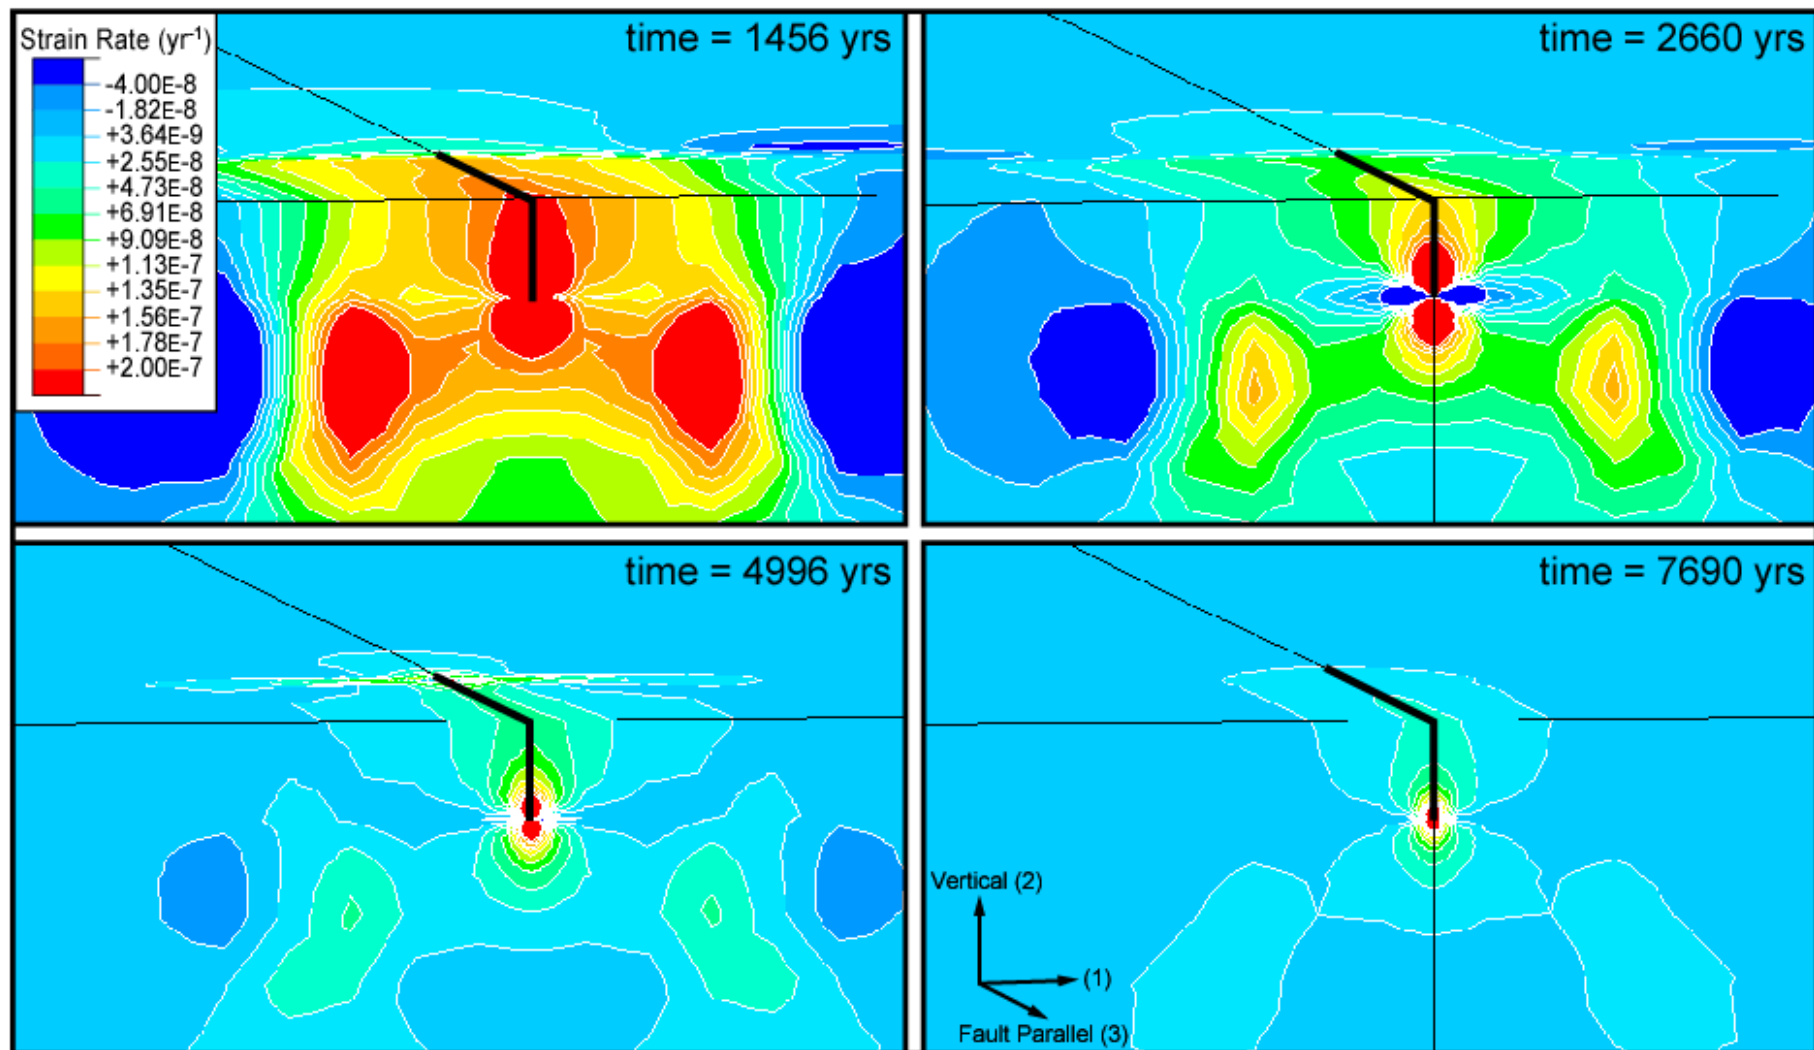 Strain Rate (yr⁻¹)
-4.00E-8
-1.82E-8
+3.64E-9
+2.55E-8
+4.73E-8
+6.91E-8
+9.09E-8
+1.13E-7
+1.35E-7
+1.56E-7
+1.78E-7
+2.00E-7
time = 1456 yrs
time = 2660 yrs
time = 4996 yrs
time = 7690 yrs
Vertical (2)
(1)
Fault Parallel (3)